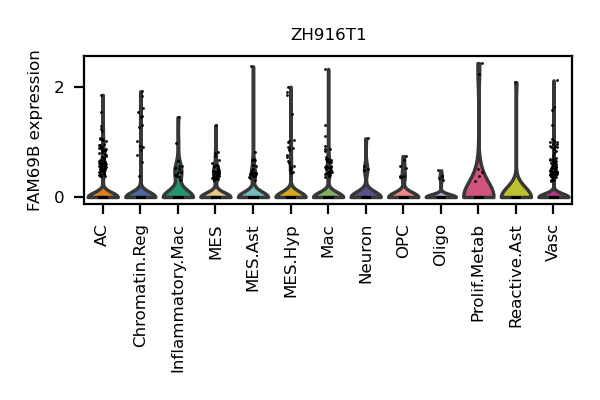 ZH916T1
FAM69B expression
2
0
AC
Chromatin.Reg
Inflammatory.Mac
MES
MES.Ast
MES.Hyp
Mac
Neuron
OPC
Oligo
Prolif.Metab
Reactive.Ast
Vasc